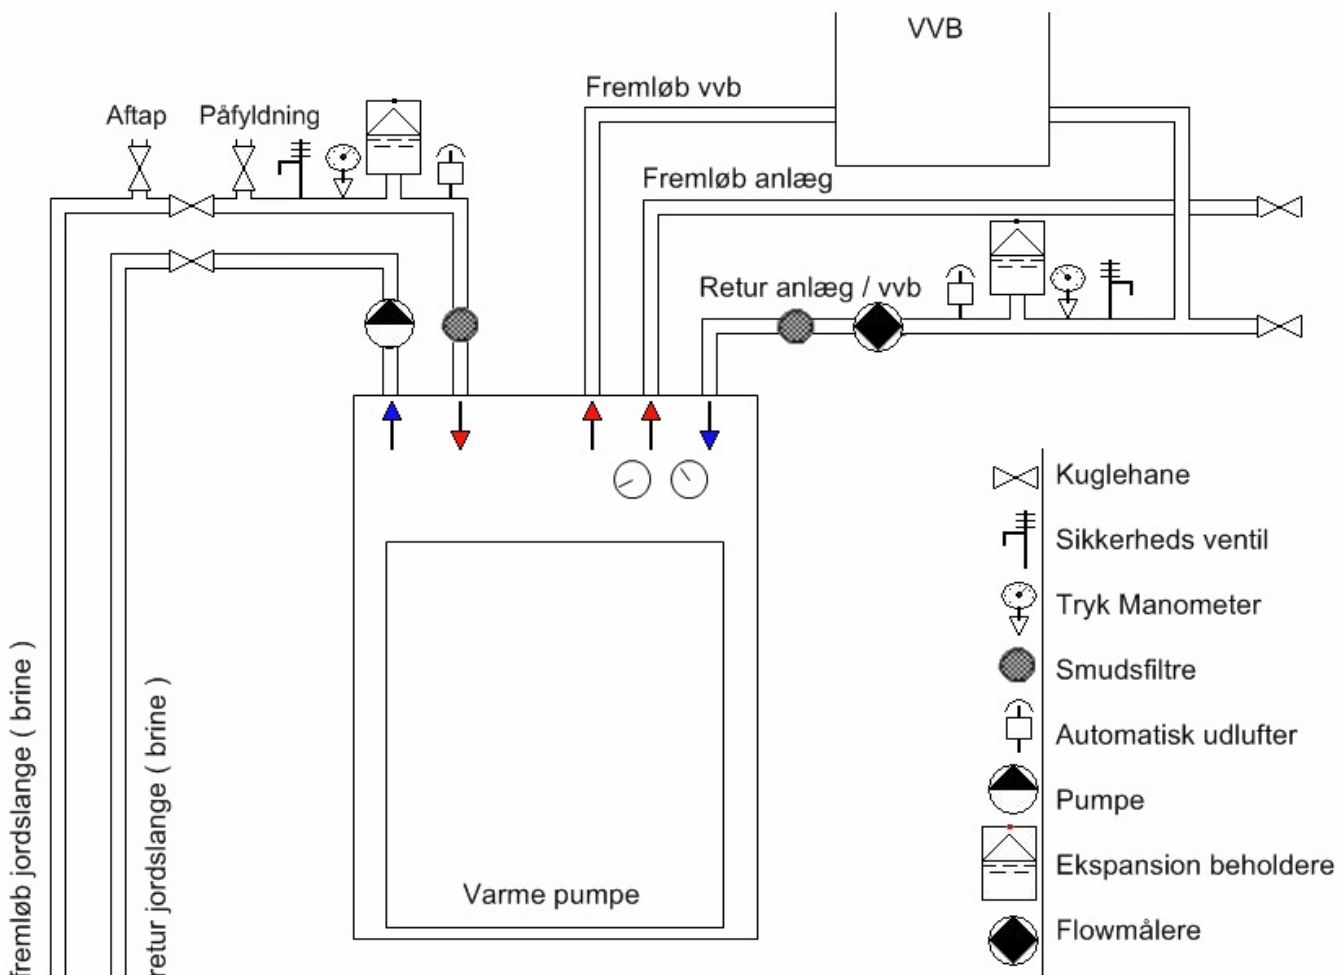 VVB
Fremløb vvb
Aftap
Påfyldning
Fremløb anlæg
Retur anlæg / vvb
Kuglehane
Sikkerheds ventil
Tryk Manometer
Smudsfiltre
Automatisk udlufter
Pumpe
Ekspansion beholdere
Flowmålere
Varme pumpe
fremløb jordslange ( brine )
retur jordslange ( brine )